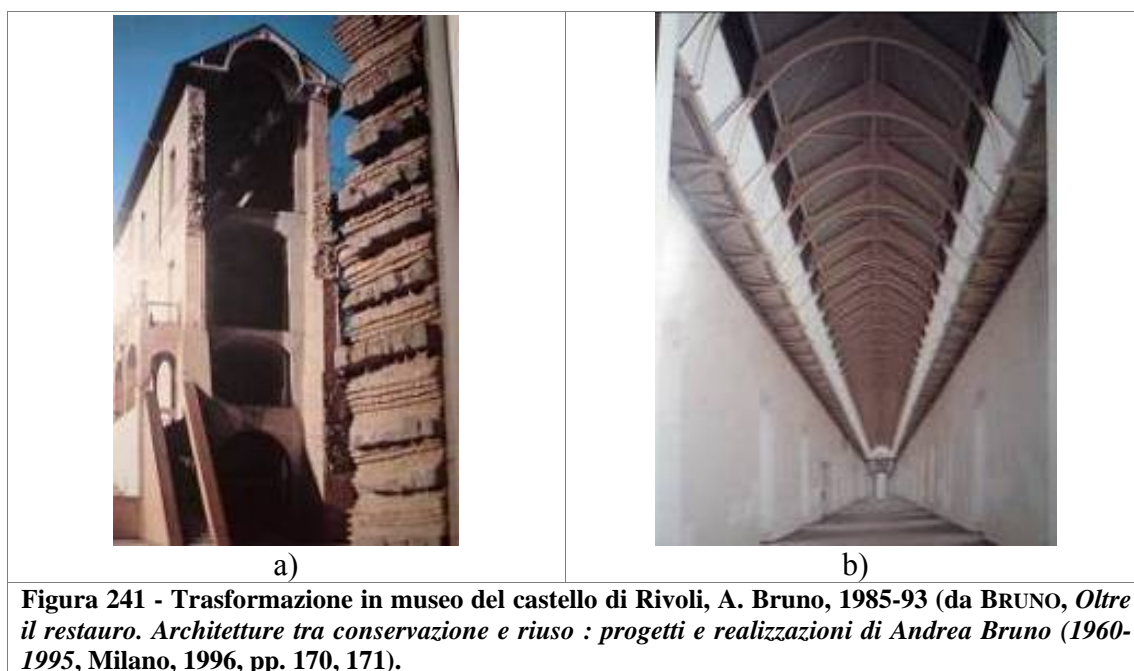 a)
b)
Figura 241 - Trasformazione in museo del castello di Rivoli, A. Bruno, 1985-93 (da BRUNO, Oltre
il restauro. Architetture tra conservazione e riuso : progetti e realizzazioni di Andrea Bruno (1960-
1995, Milano, 1996, pp. 170, 171).